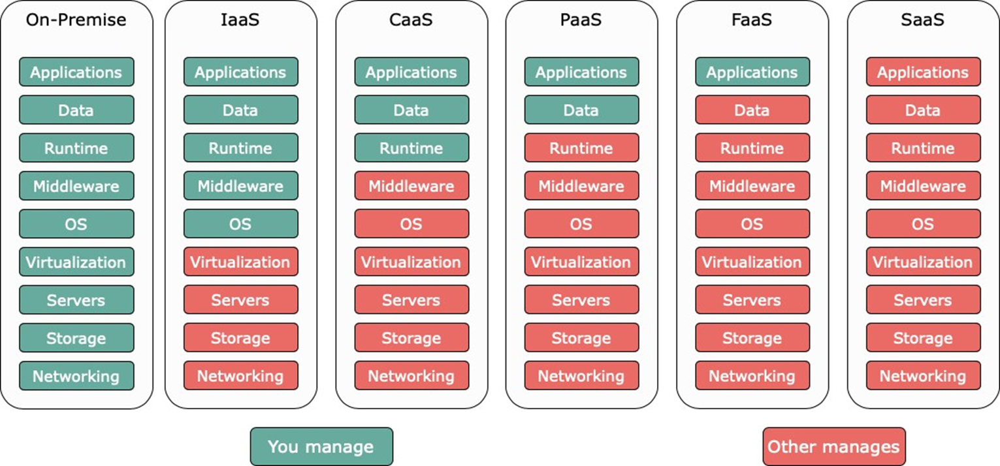 On-Premise
Applications
Data
Runtime
Middleware
OS
Virtualization
Servers
Storage
Networking
IaaS
Applications
Data
Runtime
Middleware
OS
Virtualization
Servers
Storage
Networking
CaaS
Applications
Data
Runtime
Middleware
OS
Virtualization
Servers
Storage
Networking
PaaS
Applications
Data
Runtime
Middleware
OS
Virtualization
Servers
Storage
Networking
FaaS
Applications
Data
Runtime
Middleware
OS
Virtualization
Servers
Storage
Networking
SaaS
Applications
Data
Runtime
Middleware
OS
Virtualization
Servers
Storage
Networking
You manage
Other manages